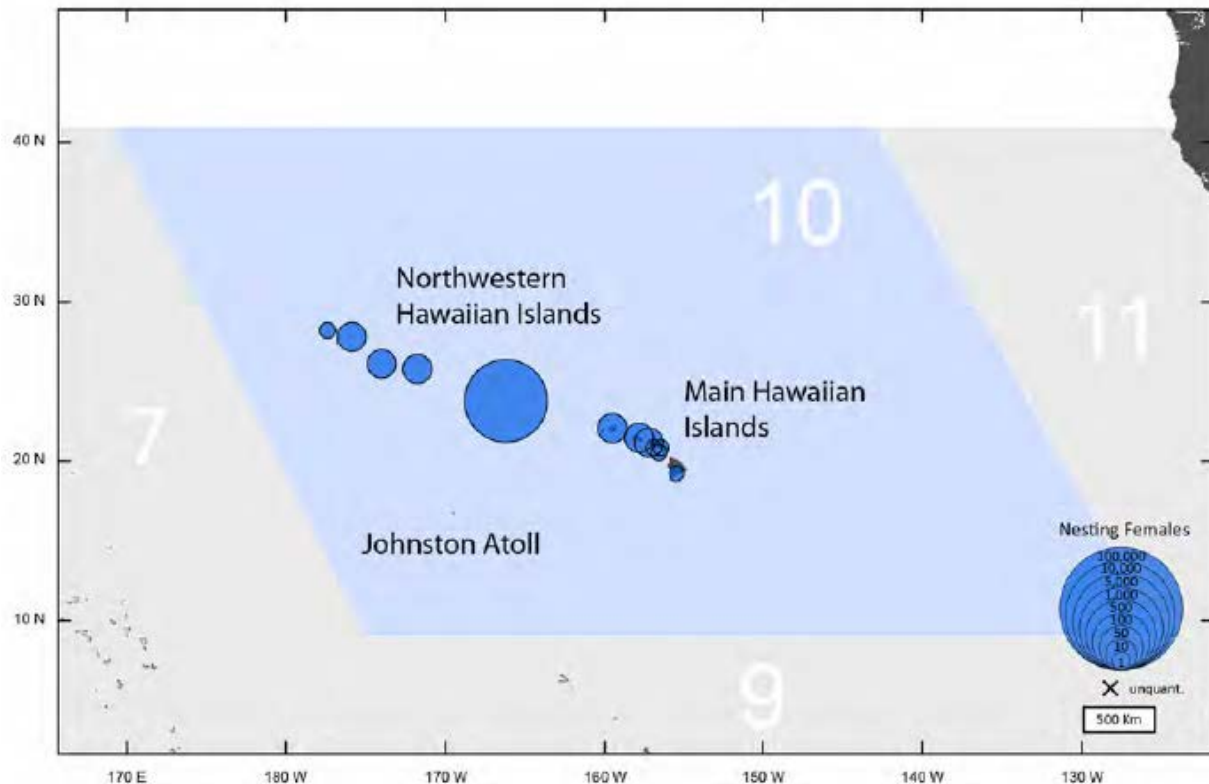 40 N
10
Northwestern
Hawaiian Islands
30 N
11
Main Hawaiian
Islands
7
20 N
Johnston Atoll
Nesting Females
100,000
10,000
5,000
1,000
500
100
50
10
1
10 N
9
unquant.
500 Km
170 E
180 W
170 W
160 W
150 W
140 W
130 W